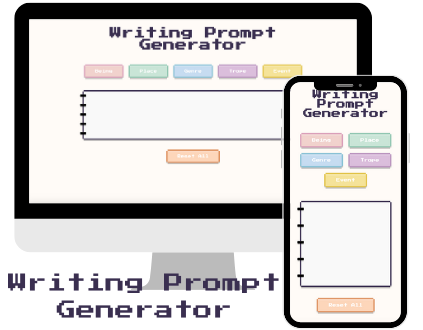 Writing Prompt
Generator
Being
Place
Genre
Trope
Event
Reset All
Writing
Prompt
Generator
Being
Place
Genre
Trope
Event
Reset All
Writing Prompt
Generator